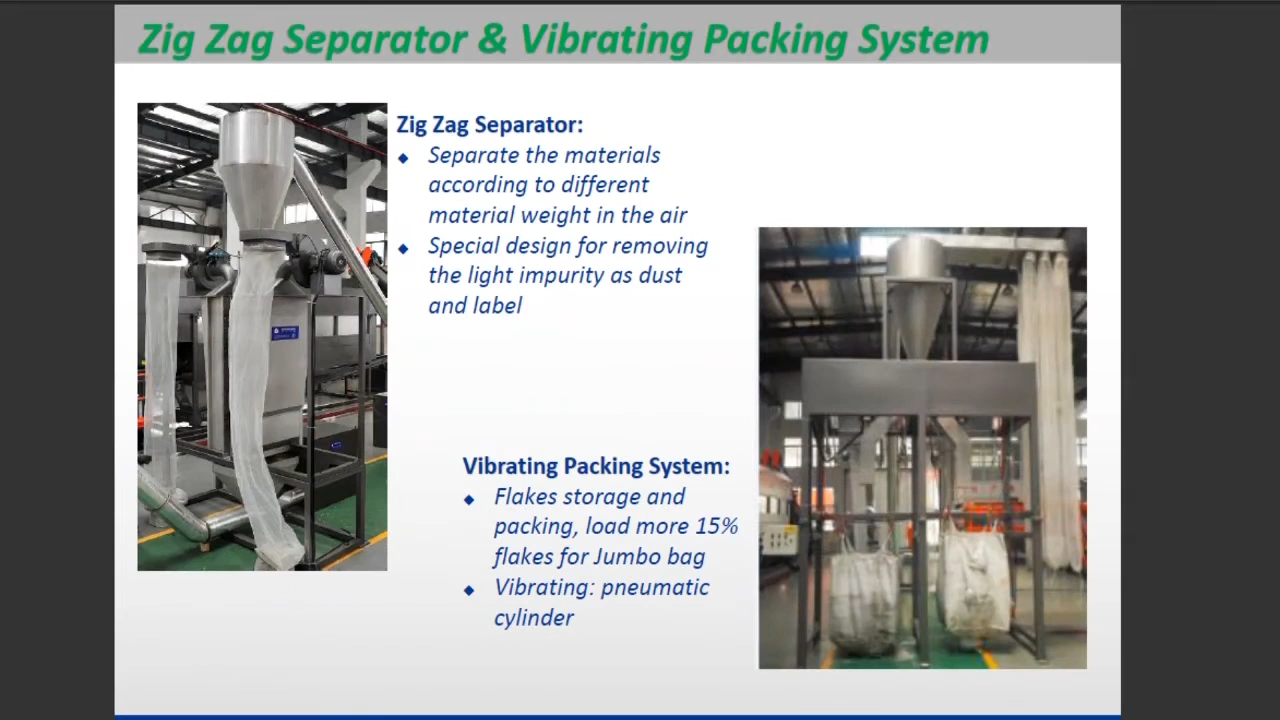 Zig Zag Separator & Vibrating Packing System
Zig Zag Separator:
◆ Separate the materials
according to different
material weight in the air
◆ Special design for removing
the light impurity as dust
and label
Vibrating Packing System:
◆ Flakes storage and
packing, load more 15%
flakes for Jumbo bag
◆ Vibrating: pneumatic
cylinder